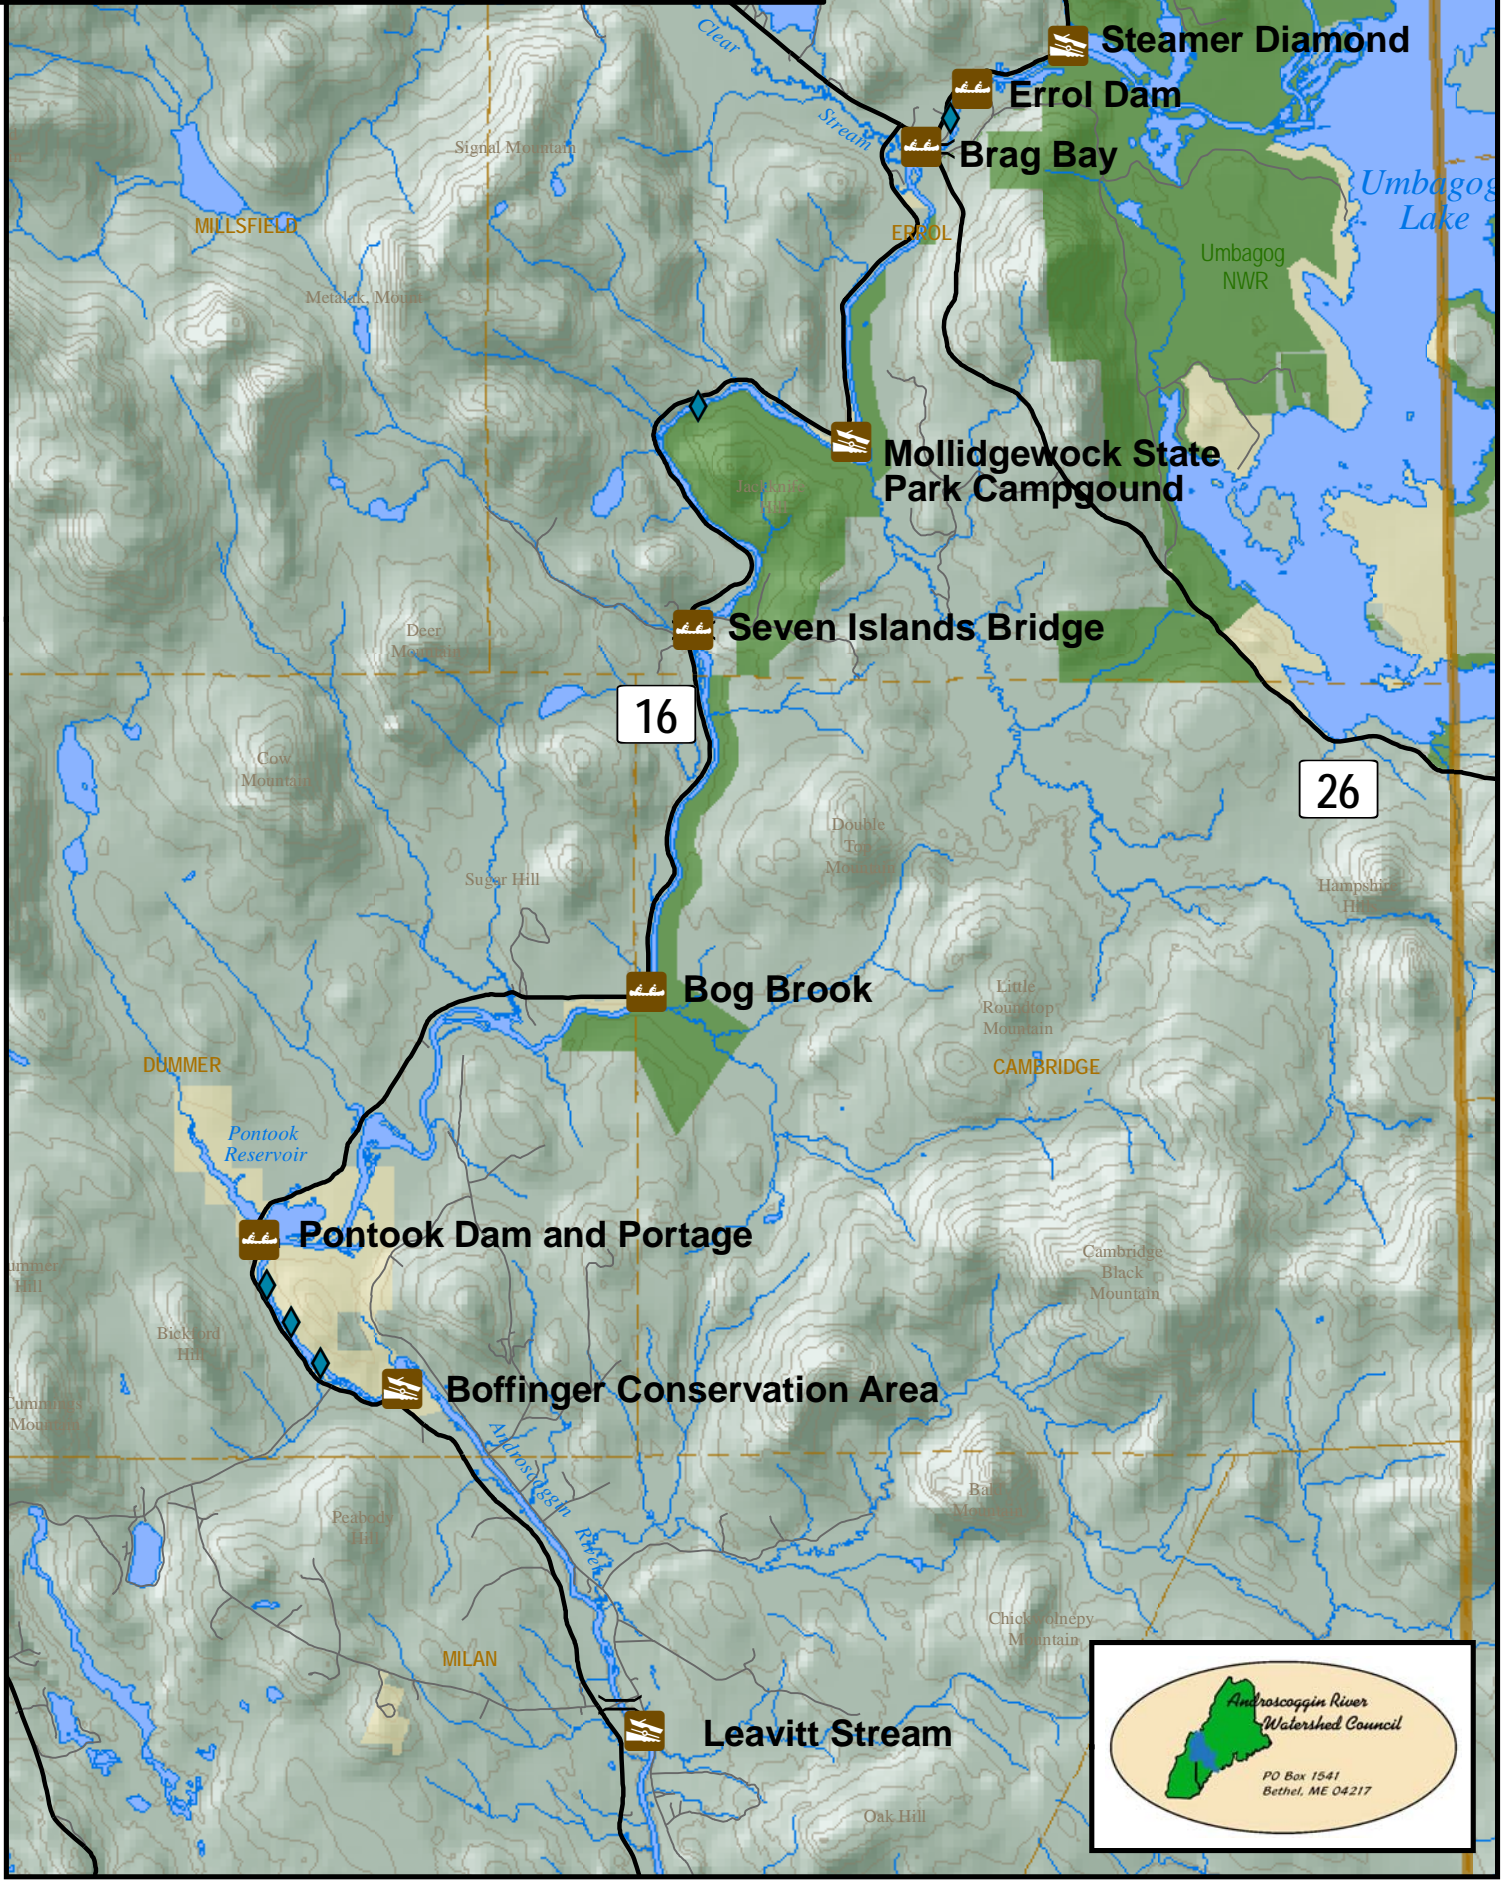 Clear
Stream
Steamer Diamond
Errol Dam
Brag Bay
Signal Mountain
MILLSFIELD
ERROL
Umbagog
Lake
Umbagog
NWR
Mollidgewock State
Park Campgound
Seven Islands Bridge
Deer
Mountain
16
Cow
Mountain
26
Double
Top
Mountain
Sugar Hill
Bog Brook
Little
Roundtop
Mountain
DUMMER
CAMBRIDGE
Pontook
Reservoir
Pontook Dam and Portage
Cambridge
Black
Mountain
Hill
Bickford
Hill
Boffinger Conservation Area
Androscoggin
River
Peabody
Hill
Mountain
MILAN
Leavitt Stream
Oak Hill
Androscoggin River
Watershed Council
PO Box 1541
Bethel, ME 04217